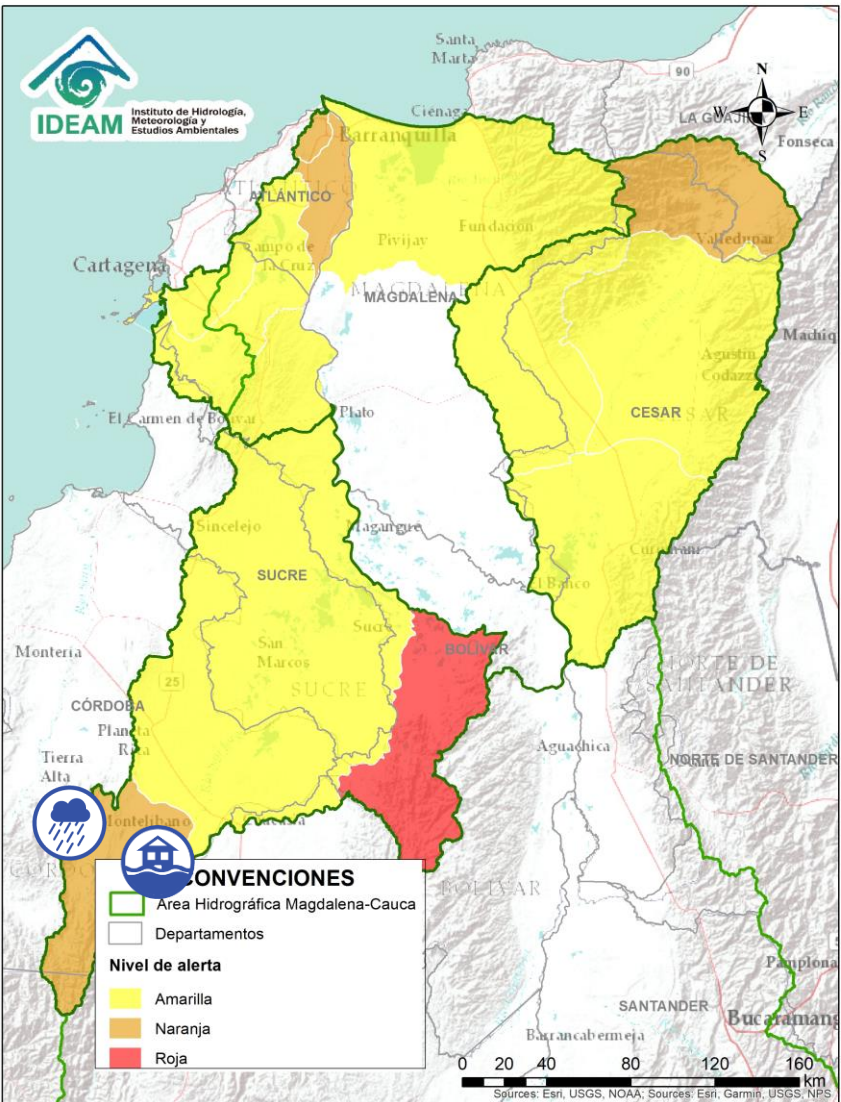 IDEAM
Instituto de Hidrología,
Meteorología y
Estudios Ambientales
Santa
Marta
90
N
W
E
S
Ciénaga
LA GUAJIRA
Fonseca
Barranquilla
ATLÁNTICO
Valledupar
Campo de
la Cruz
Pivijay
Fundación
Cartagena
MAGDALENA
MAGDALENA
Agustín
Codazzi
CESAR
CESAR
Plato
El Carmen de Bolívar
Sincelejo
Magangue
SUCRE
El Banco
Sucre
BOLÍVAR
San
Marcos
SUCRE
Montería
25
CÓRDOBA
Planeta
Rica
NORTE DE
SANTANDER
Tierra
Alta
Aguachica
NORTE DE SANTANDER
Montelíbano
BOLÍVAR
CONVENCIONES
Área Hidrográfica Magdalena-Cauca
Departamentos
Nivel de alerta
Amarilla
Naranja
Roja
Pamplona
SANTANDER
Bucaramang
Barrancabermeja
0 20 40 80 120 160
km
Sources: Esri, USGS, NOAA; Sources: Esri, Garmin, USGS, NPS